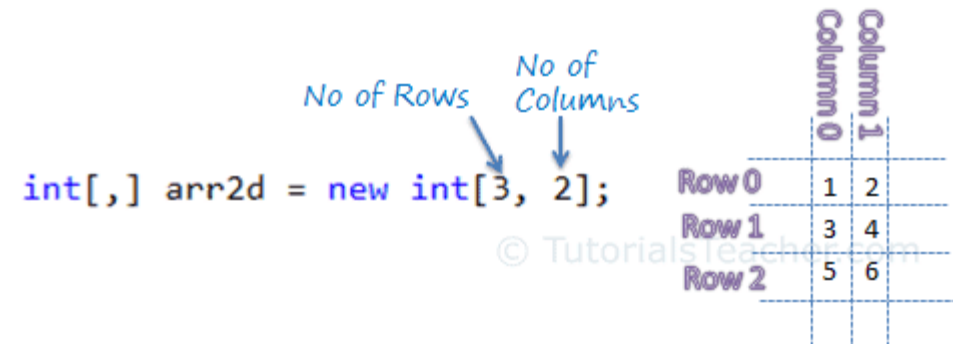 No of Rows
No of
Columns
int[,] arr2d = new int[3, 2];
© TutorialsTeacher.com
Column 0
Column 1
Row 0 1 2
Row 1 3 4
Row 2 5 6